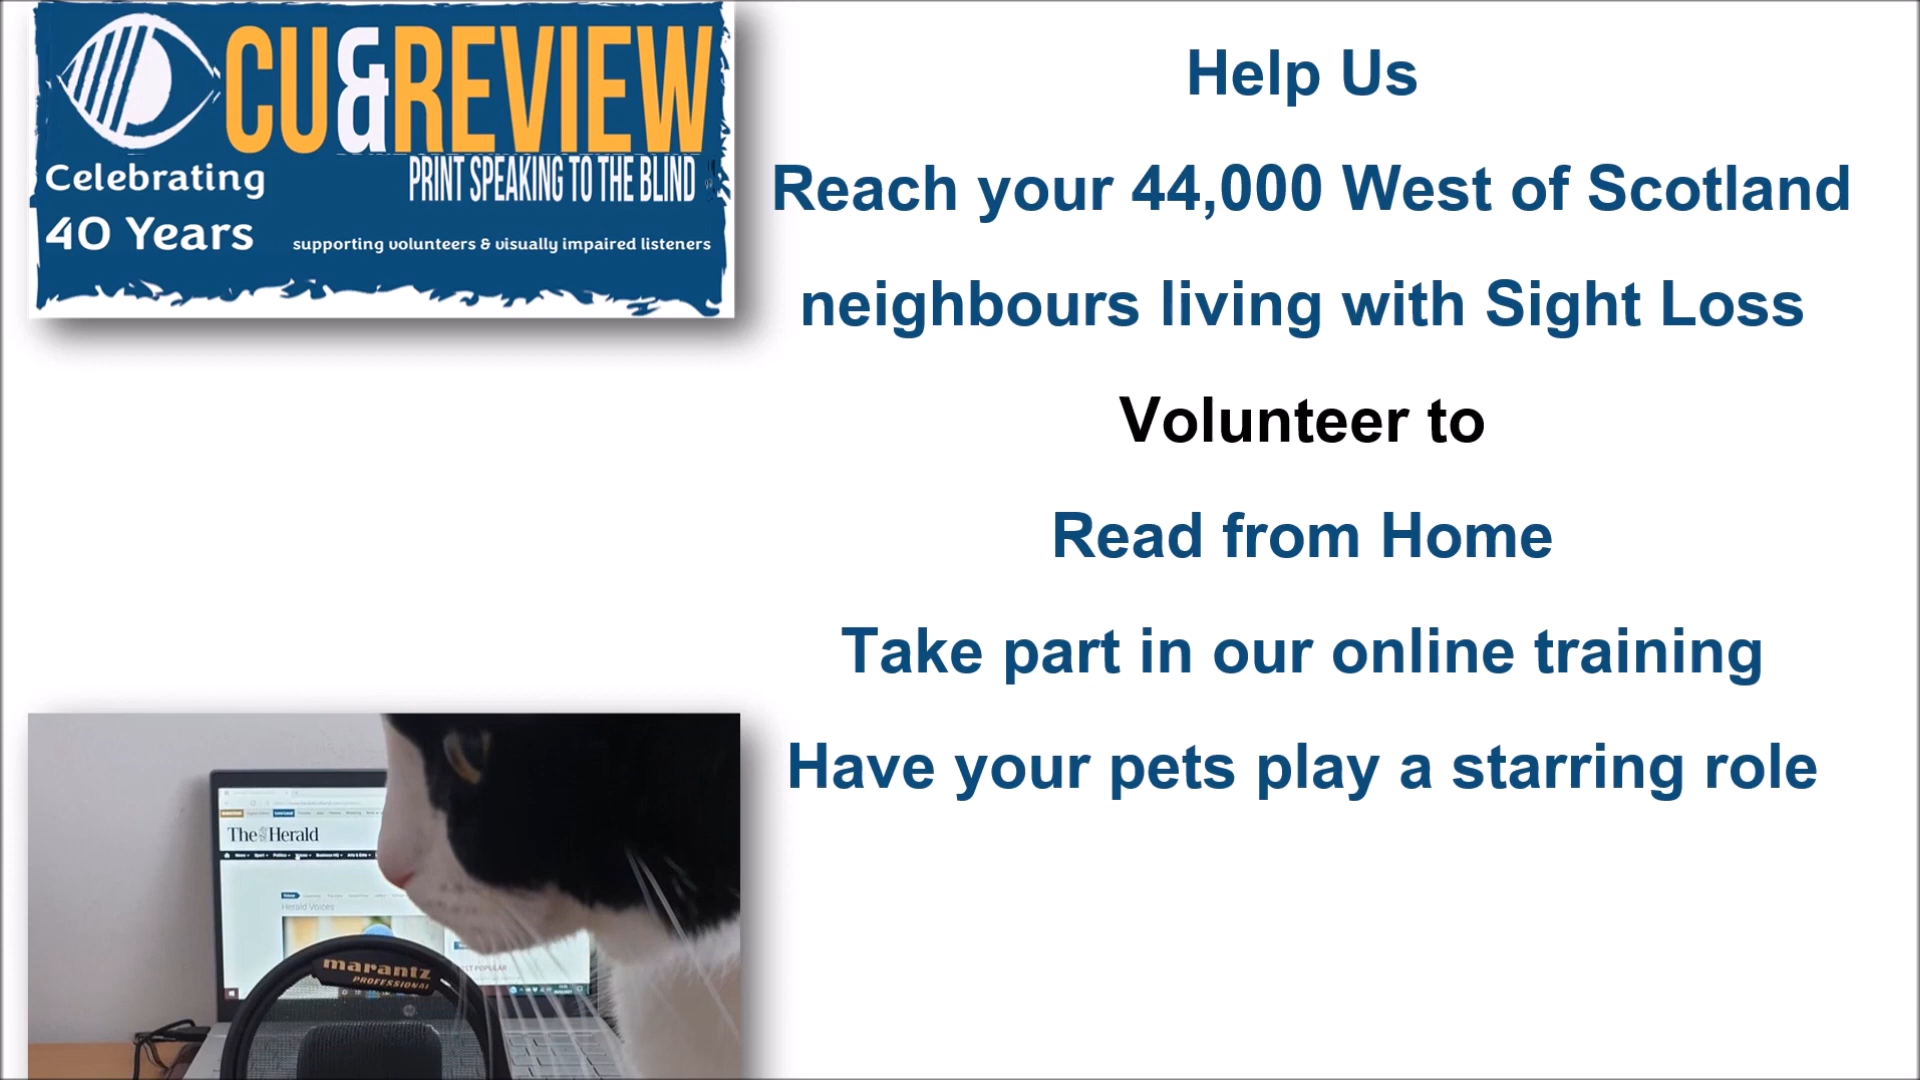 CU&REVIEW
PRINT SPEAKING TO THE BLIND
Celebrating
40 Years
supporting volunteers & visually impaired listeners
Help Us
Reach your 44,000 West of Scotland
neighbours living with Sight Loss
Volunteer to
Read from Home
Take part in our online training
Have your pets play a starring role
The Herald
Herald Voices
marantz
PROFESSIONAL